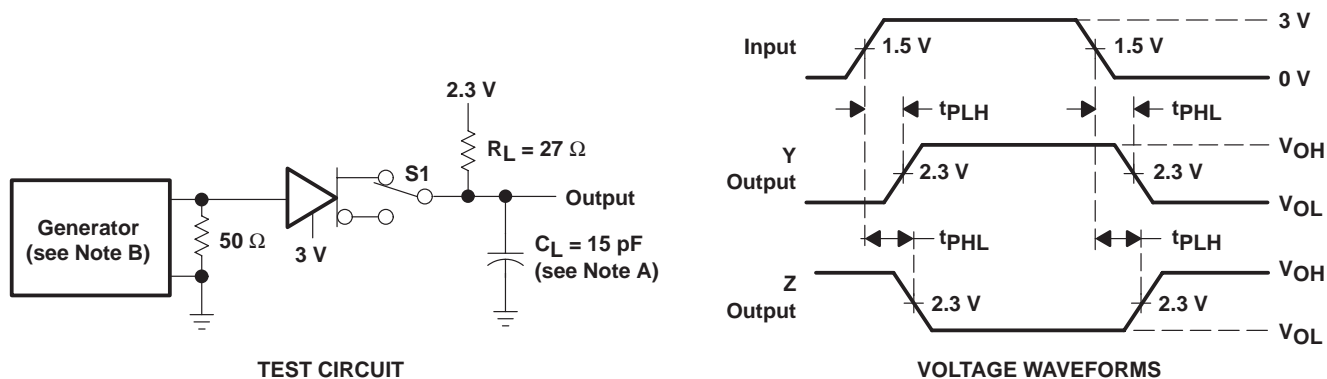 2.3 V
RL = 27 Ω
S1
Output
Generator
(see Note B)
50 Ω
3 V
CL = 15 pF
(see Note A)
TEST CIRCUIT
3 V
Input
1.5 V
1.5 V
0 V
tPLH
tPHL
Y
Output
VOH
2.3 V
2.3 V
VOL
tPHL
tPLH
Z
Output
VOH
2.3 V
2.3 V
VOL
VOLTAGE WAVEFORMS